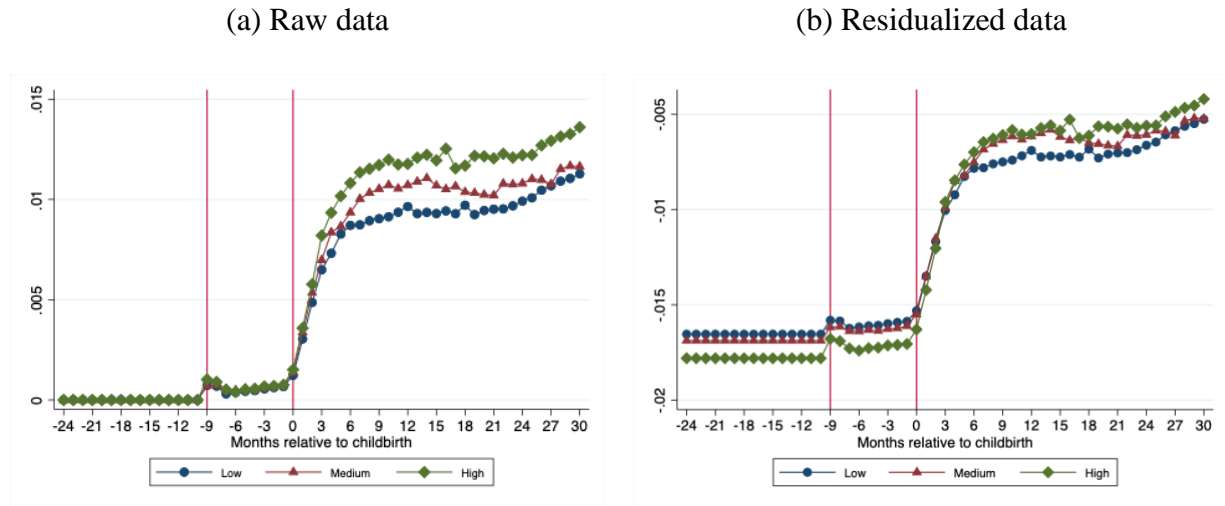 (a) Raw data
(b) Residualized data
.015
.01
.005
0
-24 -21 -18 -15 -12 -9 -6 -3 0 3 6 9 12 15 18 21 24 27 30
Months relative to childbirth
Low Medium High
-.005
-.01
-.015
-.02
-24 -21 -18 -15 -12 -9 -6 -3 0 3 6 9 12 15 18 21 24 27 30
Months relative to childbirth
Low Medium High